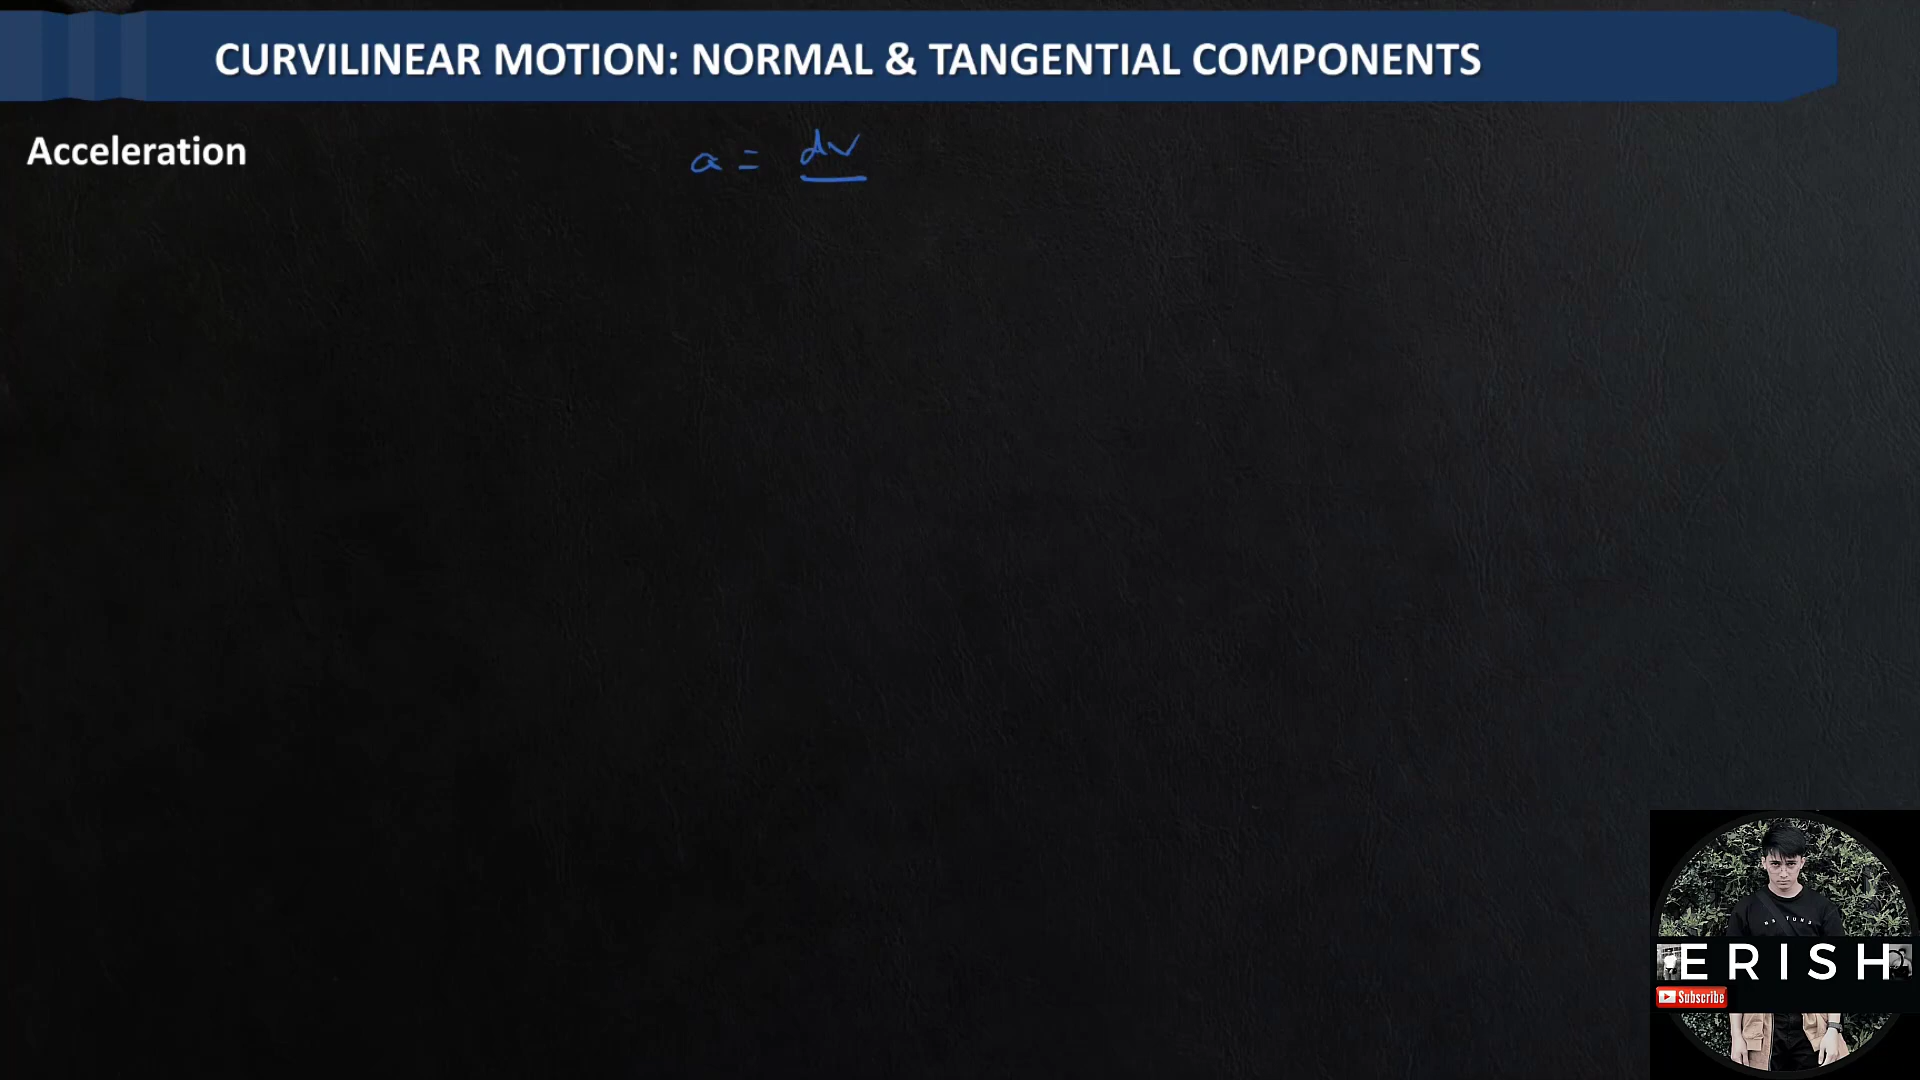 CURVILINEAR MOTION: NORMAL & TANGENTIAL COMPONENTS
Acceleration
a = dv
ERISH
Subscribe